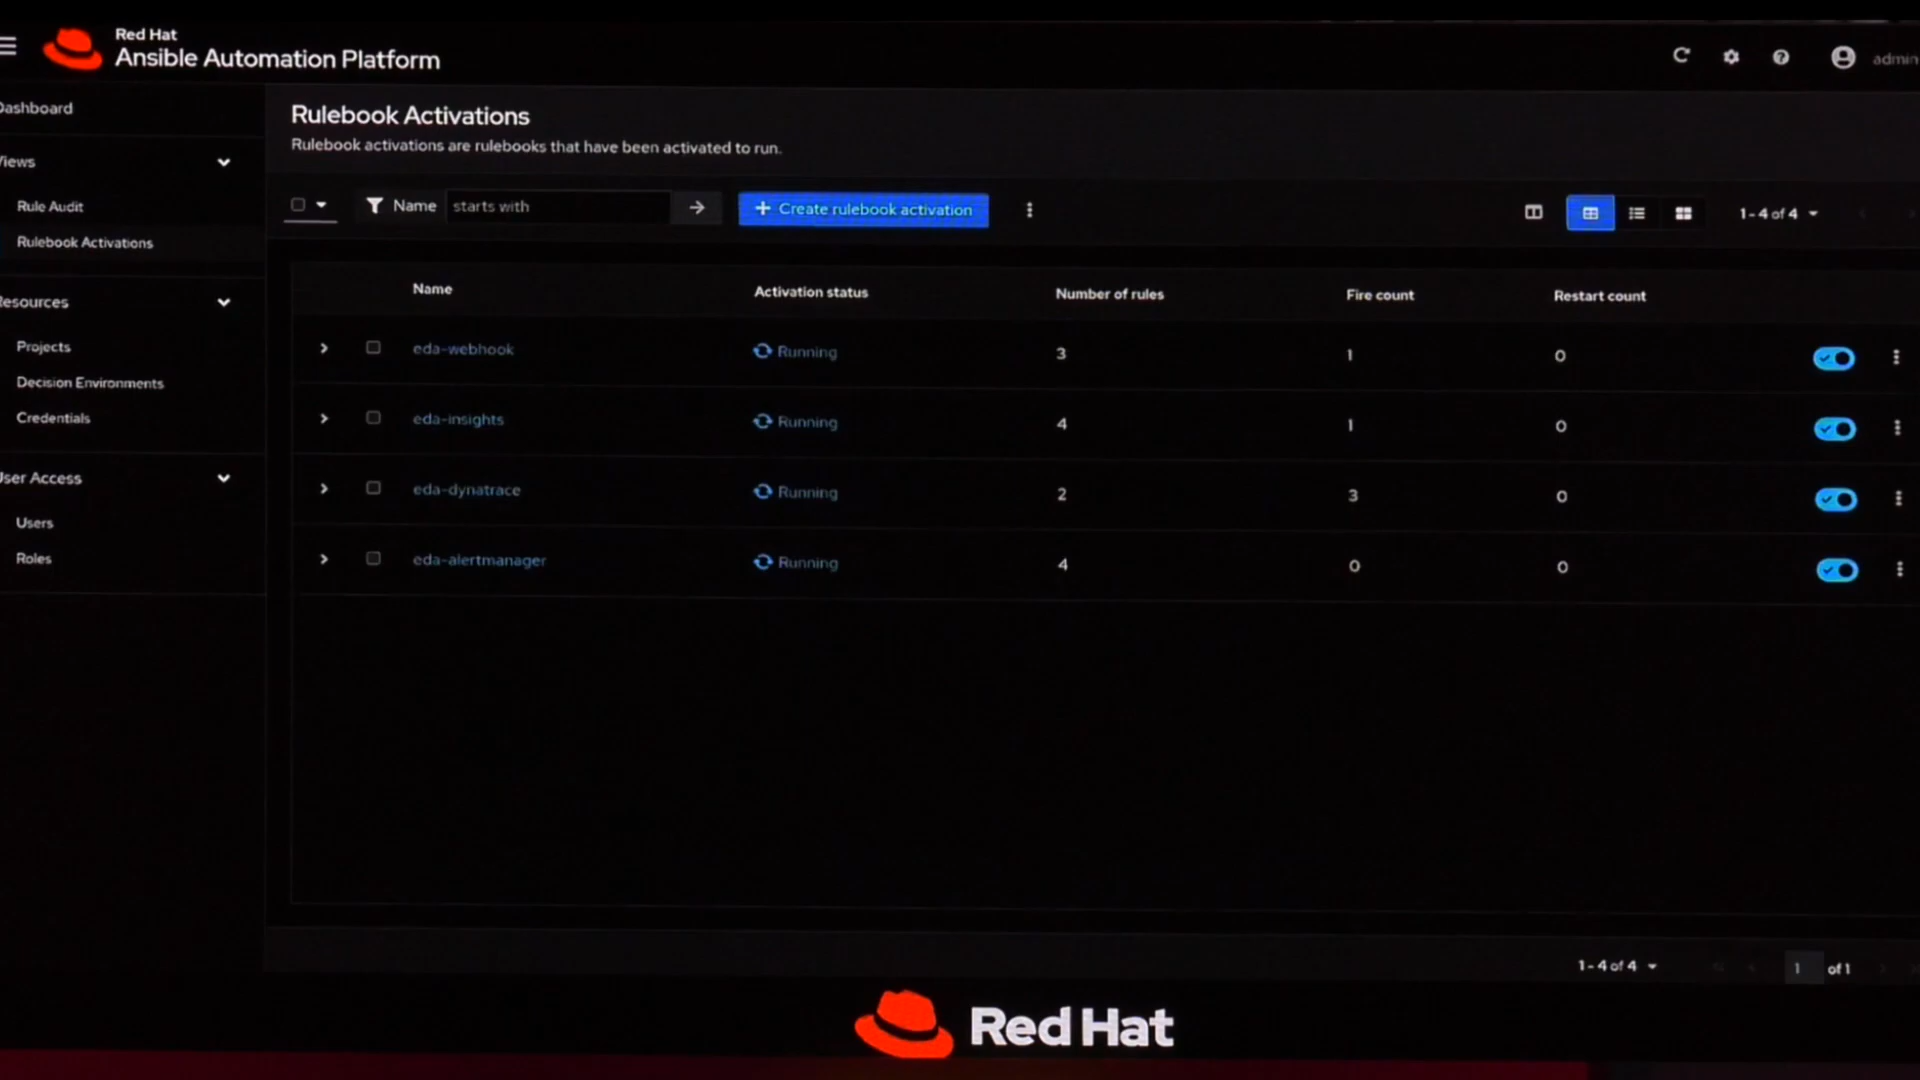 Red Hat
Ansible Automation Platform
admin
Dashboard
Views
Rule Audit
Rulebook Activations
Resources
Projects
Decision Environments
Credentials
User Access
Users
Roles
Rulebook Activations
Rulebook activations are rulebooks that have been activated to run.
Name starts with Create rulebook activation 1 - 4 of 4
Name Activation status Number of rules Fire count Restart count
eda-webhook Running 3 1 0
eda-insights Running 4 1 0
eda-dynatrace Running 2 3 0
eda-alertmanager Running 4 0 0
1 - 4 of 4 1 of 1
Red Hat